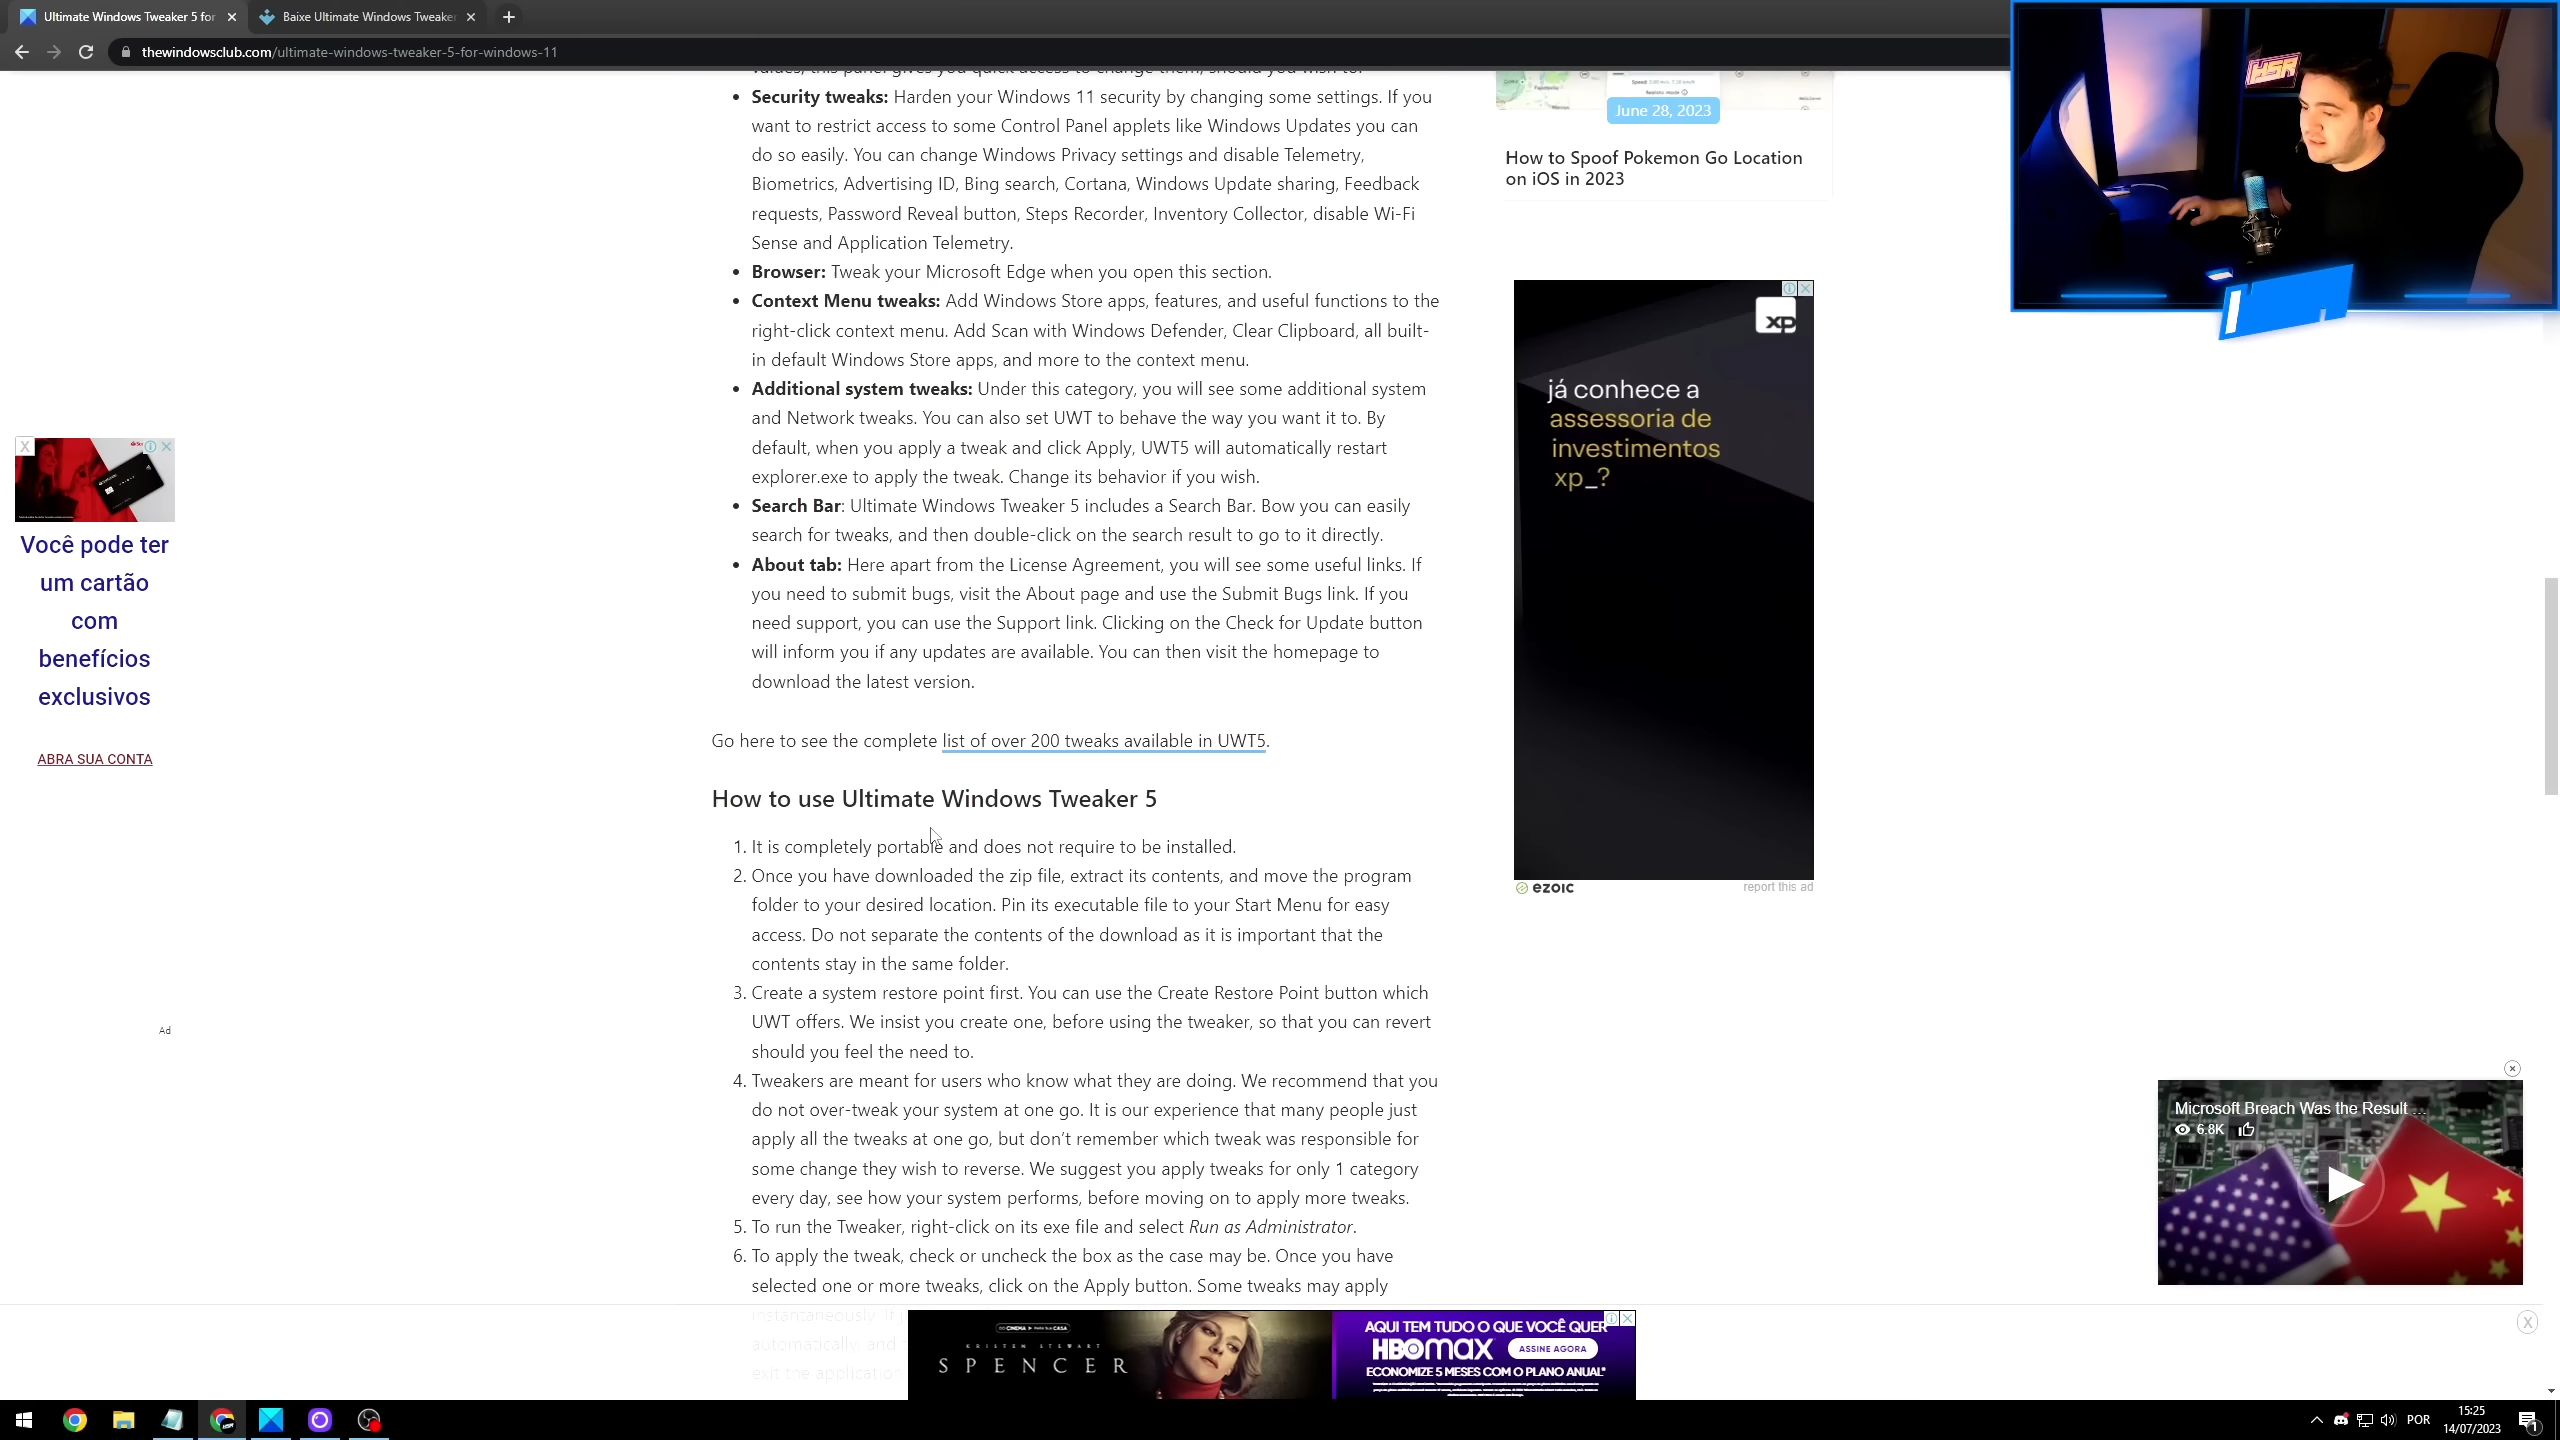 Ultimate Windows Tweaker 5 for
Baixe Ultimate Windows Tweaker
thewindowsclub.com/ultimate-windows-tweaker-5-for-windows-11
values, this panel gives you quick access to change them, should you wish to.
• Security tweaks: Harden your Windows 11 security by changing some settings. If you
want to restrict access to some Control Panel applets like Windows Updates you can
do so easily. You can change Windows Privacy settings and disable Telemetry,
Biometrics, Advertising ID, Bing search, Cortana, Windows Update sharing, Feedback
requests, Password Reveal button, Steps Recorder, Inventory Collector, disable Wi-Fi
Sense and Application Telemetry.
• Browser: Tweak your Microsoft Edge when you open this section.
• Context Menu tweaks: Add Windows Store apps, features, and useful functions to the
right-click context menu. Add Scan with Windows Defender, Clear Clipboard, all built-
in default Windows Store apps, and more to the context menu.
• Additional system tweaks: Under this category, you will see some additional system
and Network tweaks. You can also set UWT to behave the way you want it to. By
default, when you apply a tweak and click Apply, UWT5 will automatically restart
explorer.exe to apply the tweak. Change its behavior if you wish.
• Search Bar: Ultimate Windows Tweaker 5 includes a Search Bar. Bow you can easily
search for tweaks, and then double-click on the search result to go to it directly.
• About tab: Here apart from the License Agreement, you will see some useful links. If
you need to submit bugs, visit the About page and use the Submit Bugs link. If you
need support, you can use the Support link. Clicking on the Check for Update button
will inform you if any updates are available. You can then visit the homepage to
download the latest version.
Go here to see the complete list of over 200 tweaks available in UWT5.
How to use Ultimate Windows Tweaker 5
1. It is completely portable and does not require to be installed.
2. Once you have downloaded the zip file, extract its contents, and move the program
folder to your desired location. Pin its executable file to your Start Menu for easy
access. Do not separate the contents of the download as it is important that the
contents stay in the same folder.
3. Create a system restore point first. You can use the Create Restore Point button which
UWT offers. We insist you create one, before using the tweaker, so that you can revert
should you feel the need to.
4. Tweakers are meant for users who know what they are doing. We recommend that you
do not over-tweak your system at one go. It is our experience that many people just
apply all the tweaks at one go, but don't remember which tweak was responsible for
some change they wish to reverse. We suggest you apply tweaks for only 1 category
every day, see how your system performs, before moving on to apply more tweaks.
5. To run the Tweaker, right-click on its exe file and select Run as Administrator.
6. To apply the tweak, check or uncheck the box as the case may be. Once you have
selected one or more tweaks, click on the Apply button. Some tweaks may apply
instantaneously. If
automatically, and
exit the application
X
Você pode ter
um cartão
com
benefícios
exclusivos
ABRA SUA CONTA
Ad
June 28, 2023
How to Spoof Pokemon Go Location
on iOS in 2023
xp
já conhece a
assessoria de
investimentos
xp_?
ezoic
report this ad
Microsoft Breach Was the Result ...
6.8K
KRISTEN STEWART
SPENCER
AQUI TEM TUDO O QUE VOCÊ QUER
HBOMAX
ASSINE AGORA
ECONOMIZE 5 MESES COM O PLANO ANUAL*
X
POR
15:25
14/07/2023
1